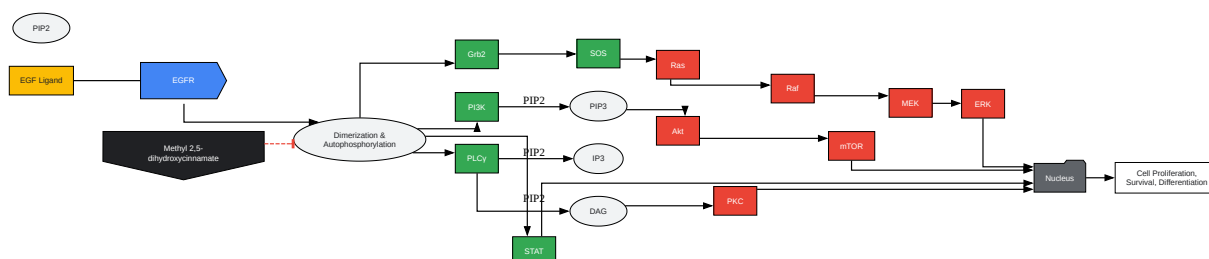 PIP2
EGF Ligand
EGFR
Methyl 2,5-
dihydroxycinnamate
Dimerization &
Autophosphorylation
Grb2
SOS
Ras
Raf
MEK
ERK
PI3K
PIP2
PIP3
Akt
mTOR
PLCγ
PIP2
IP3
PIP2
DAG
PKC
STAT
Nucleus
Cell Proliferation,
Survival, Differentiation